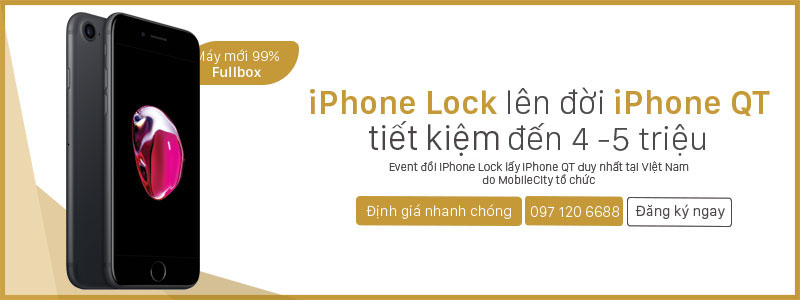 Máy mới 99%
Fullbox
iPhone Lock lên đời iPhone QT
tiết kiệm đến 4 -5 triệu
Event đổi iPhone Lock lấy iPhone QT duy nhất tại Việt Nam
do MobileCity tổ chức
Định giá nhanh chóng
097 120 6688
Đăng ký ngay